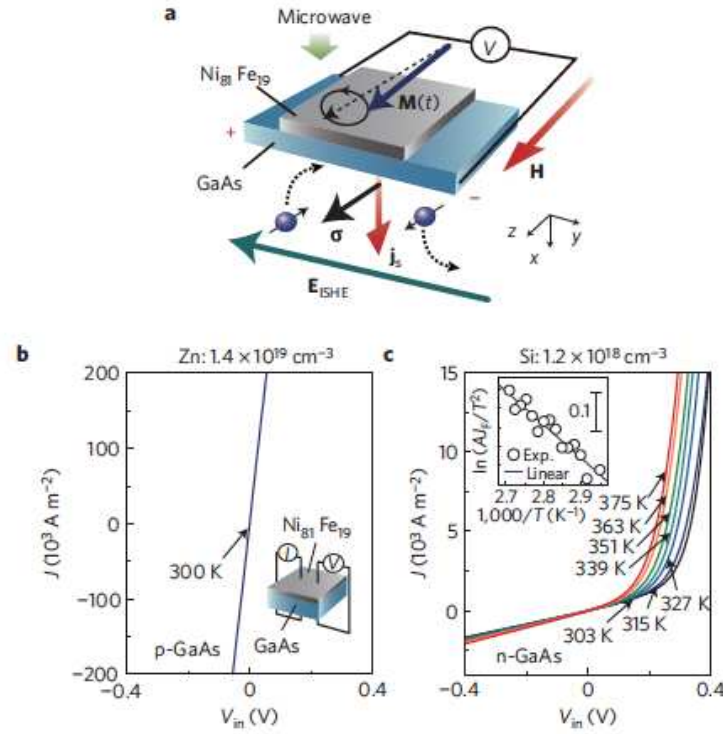 a
Microwave
Ni81 Fe19
V
M(t)
+
GaAs
H
−
σ
js
z
x
y
EISHE
b
Zn: 1.4 × 10^19 cm^−3
200
100
0
−100
−200
J (10^3 A m^−2)
300 K
Ni81 Fe19
I
V
GaAs
p-GaAs
−0.4
0
0.4
Vin (V)
c
Si: 1.2 × 10^18 cm^−3
15
10
5
0
J (10^3 A m^−2)
ln (AJF/T^2)
0.1
Exp.
Linear
2.7 2.8 2.9
1,000/T (K^−1)
375 K
363 K
351 K
339 K
327 K
315 K
303 K
n-GaAs
−0.4
0
0.4
Vin (V)